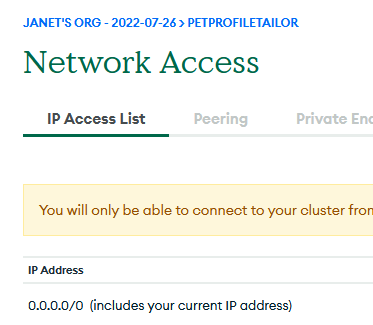 JANET'S ORG - 2022-07-26 > PETPROFILETAILOR
Network Access
IP Access List Peering Private
You will only be able to connect to your cluster from
IP Address
0.0.0.0/0 (includes your current IP address)